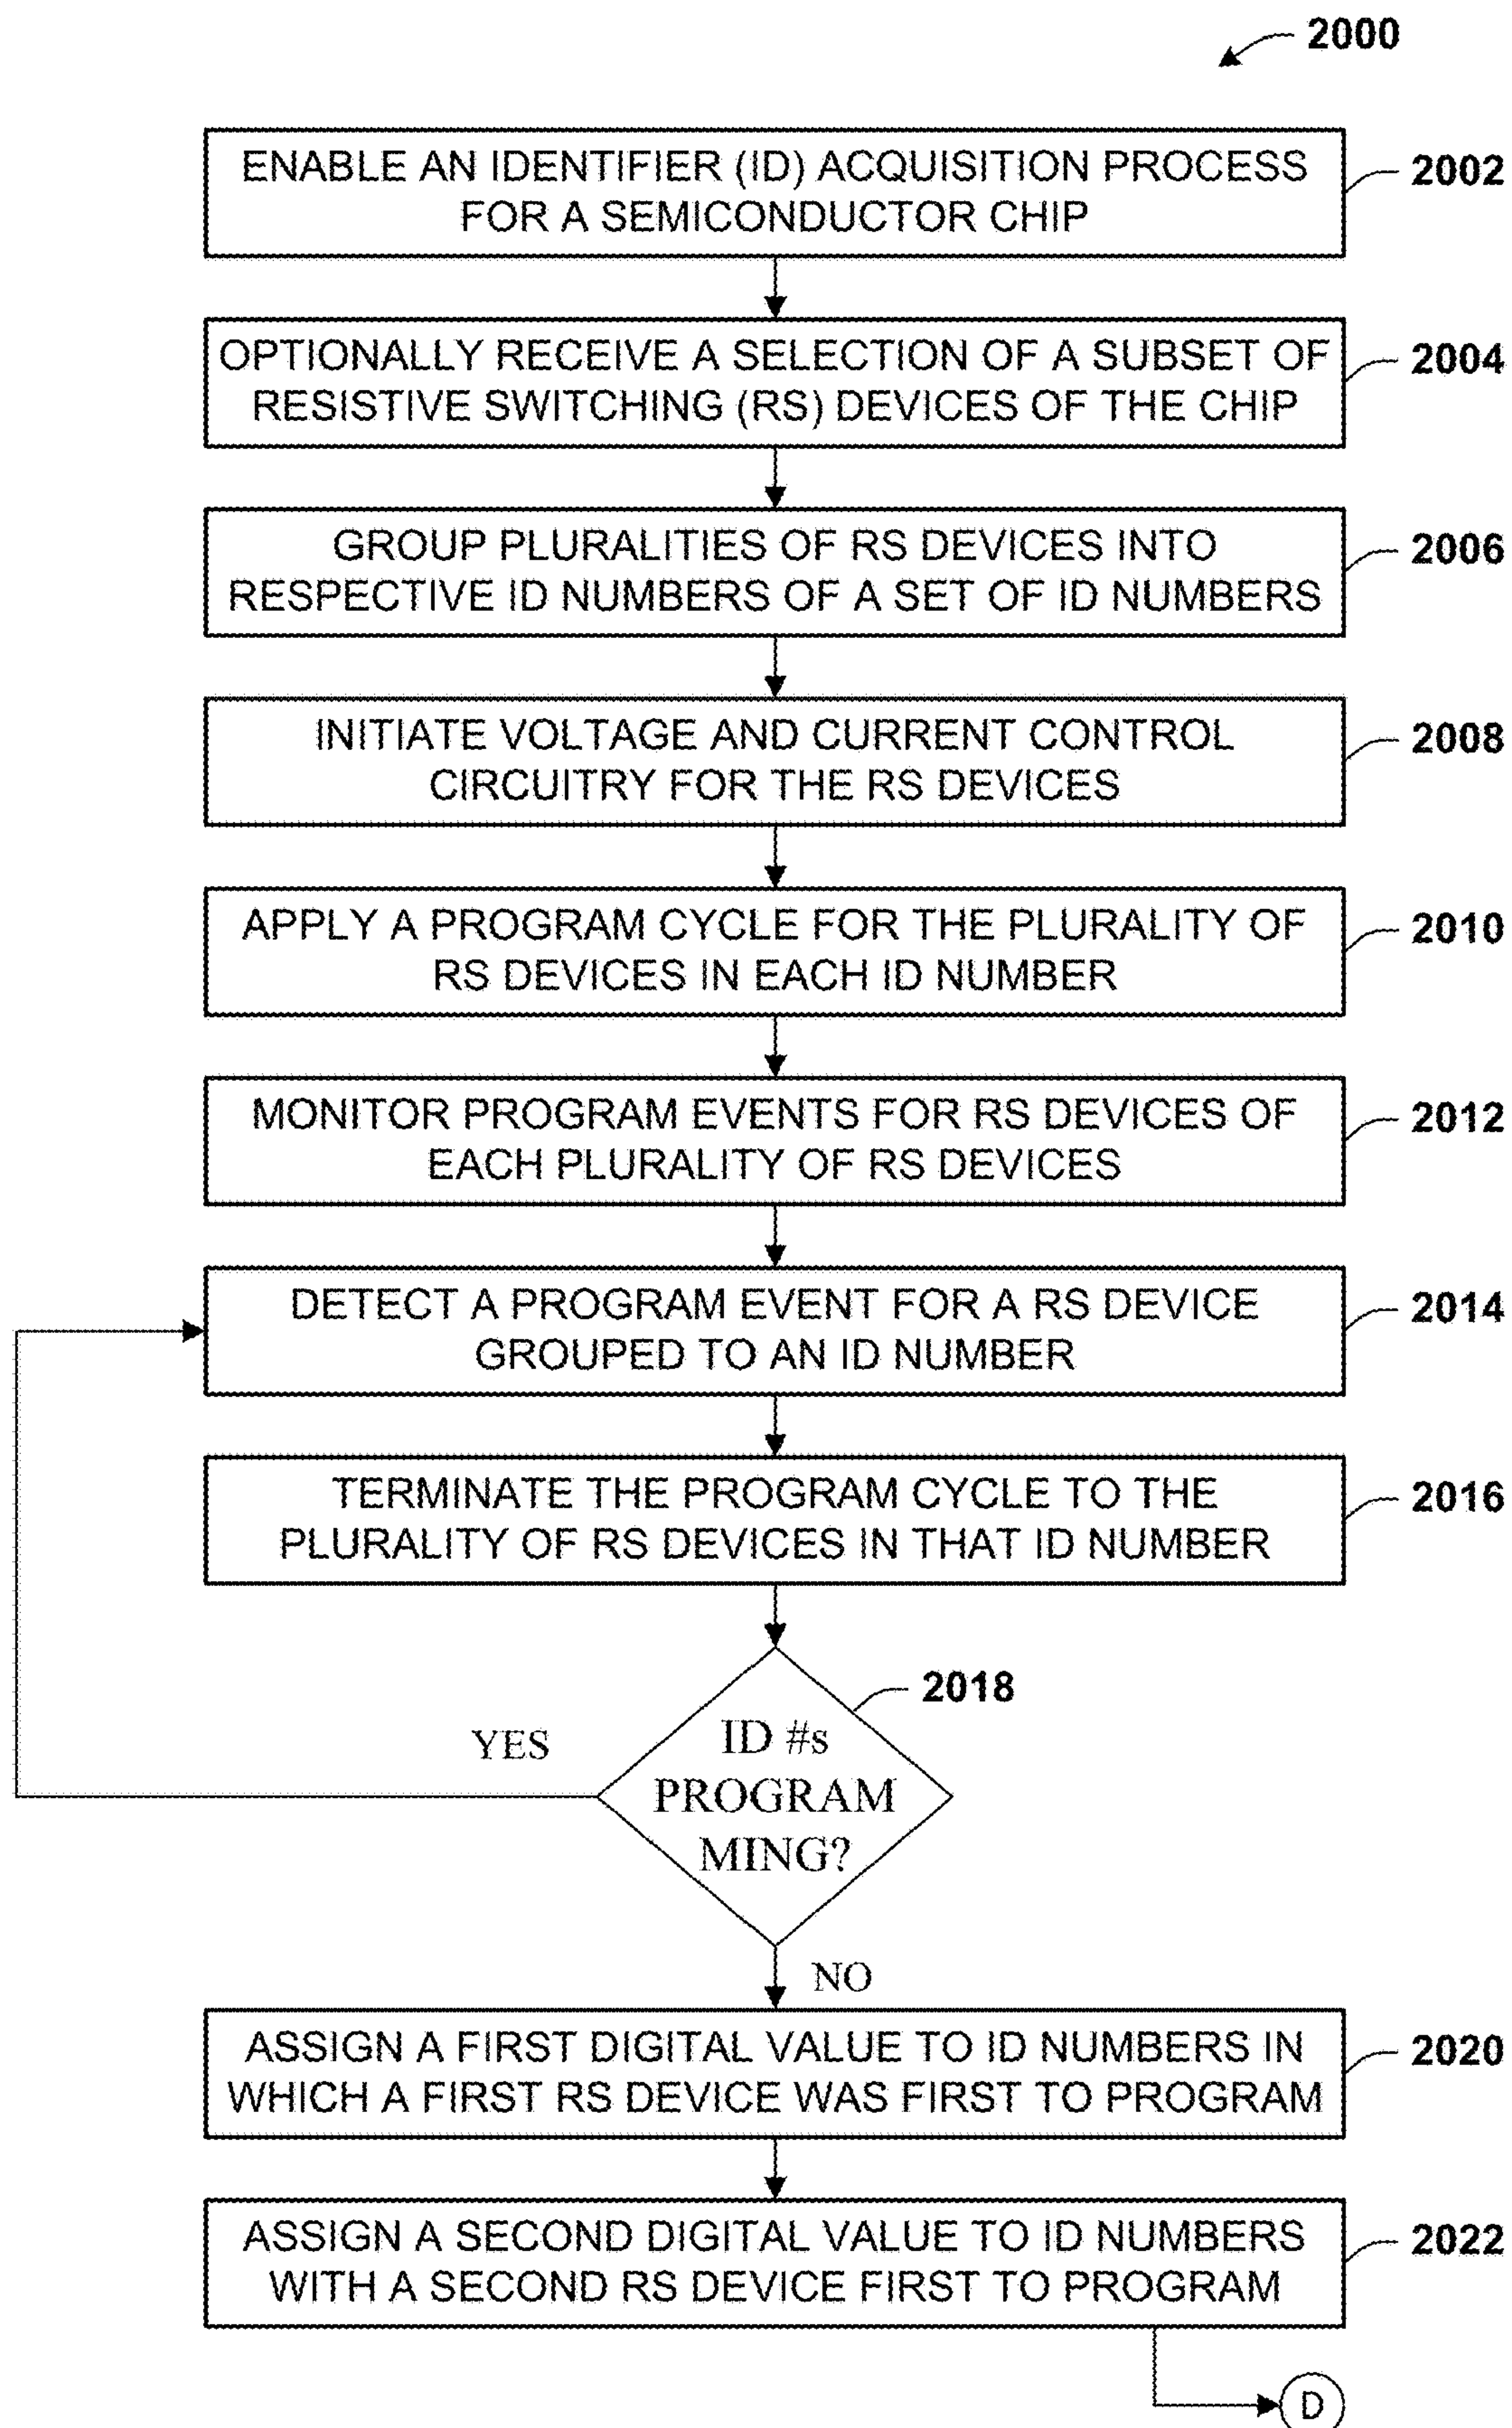 2000
ENABLE AN IDENTIFIER (ID) ACQUISITION PROCESS
FOR A SEMICONDUCTOR CHIP
2002
OPTIONALLY RECEIVE A SELECTION OF A SUBSET OF
RESISTIVE SWITCHING (RS) DEVICES OF THE CHIP
2004
GROUP PLURALITIES OF RS DEVICES INTO
RESPECTIVE ID NUMBERS OF A SET OF ID NUMBERS
2006
INITIATE VOLTAGE AND CURRENT CONTROL
CIRCUITRY FOR THE RS DEVICES
2008
APPLY A PROGRAM CYCLE FOR THE PLURALITY OF
RS DEVICES IN EACH ID NUMBER
2010
MONITOR PROGRAM EVENTS FOR RS DEVICES OF
EACH PLURALITY OF RS DEVICES
2012
DETECT A PROGRAM EVENT FOR A RS DEVICE
GROUPED TO AN ID NUMBER
2014
TERMINATE THE PROGRAM CYCLE TO THE
PLURALITY OF RS DEVICES IN THAT ID NUMBER
2016
2018
YES
ID #s
PROGRAM
MING?
NO
ASSIGN A FIRST DIGITAL VALUE TO ID NUMBERS IN
WHICH A FIRST RS DEVICE WAS FIRST TO PROGRAM
2020
ASSIGN A SECOND DIGITAL VALUE TO ID NUMBERS
WITH A SECOND RS DEVICE FIRST TO PROGRAM
2022
D